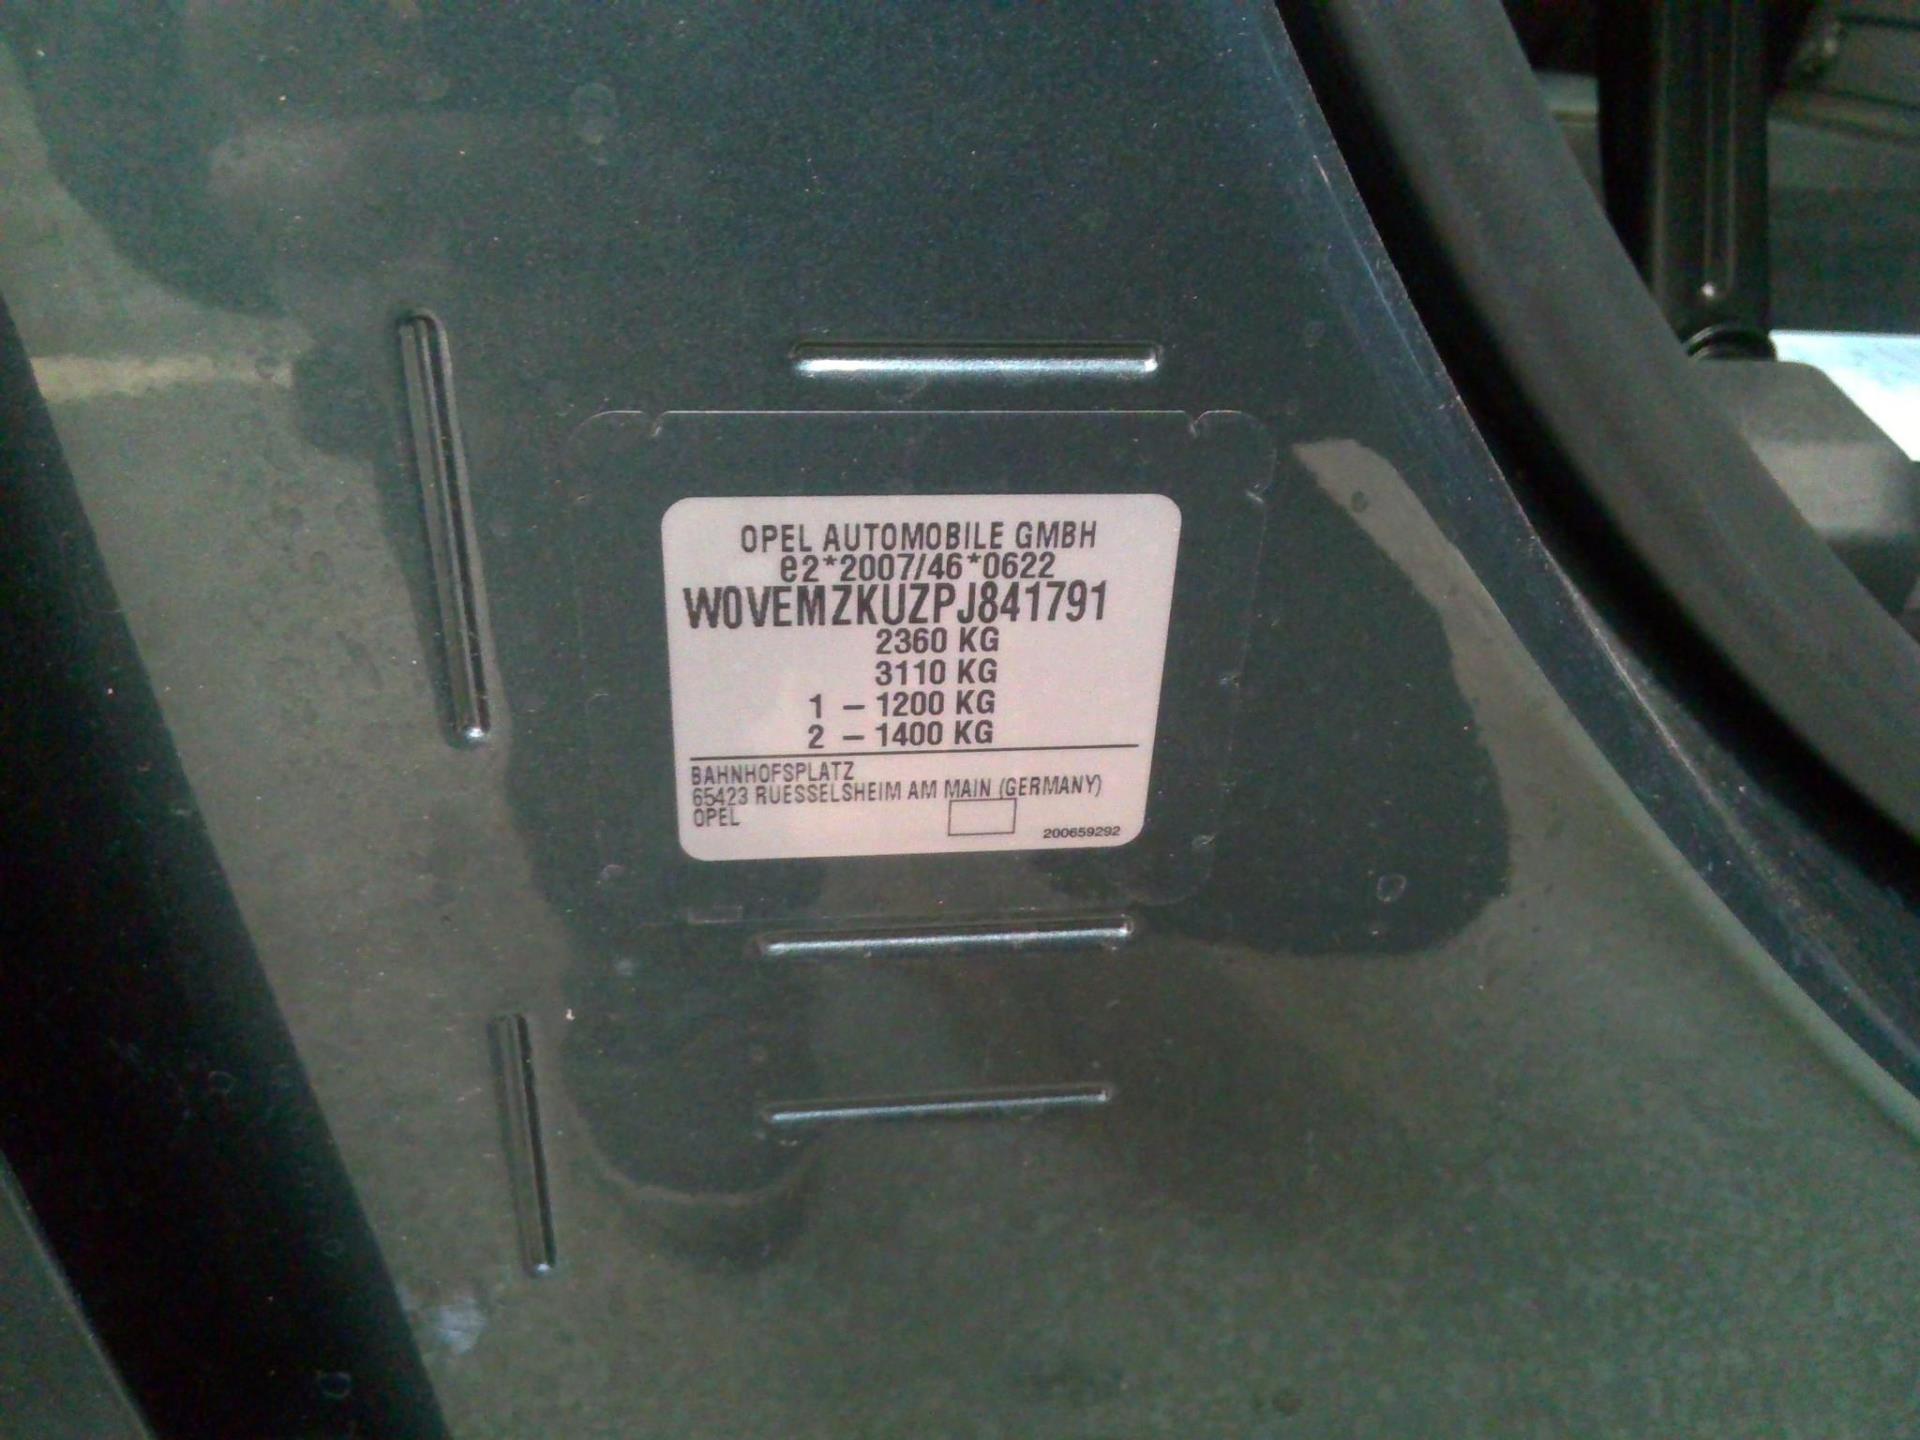 OPEL AUTOMOBILE GMBH
e2*2007/46*0622
W0VEMZKUZPJ841791
2360 KG
3110 KG
1 – 1200 KG
2 – 1400 KG
BAHNHOFSPLATZ
65423 RUESSELSHEIM AM MAIN (GERMANY)
OPEL
200659292